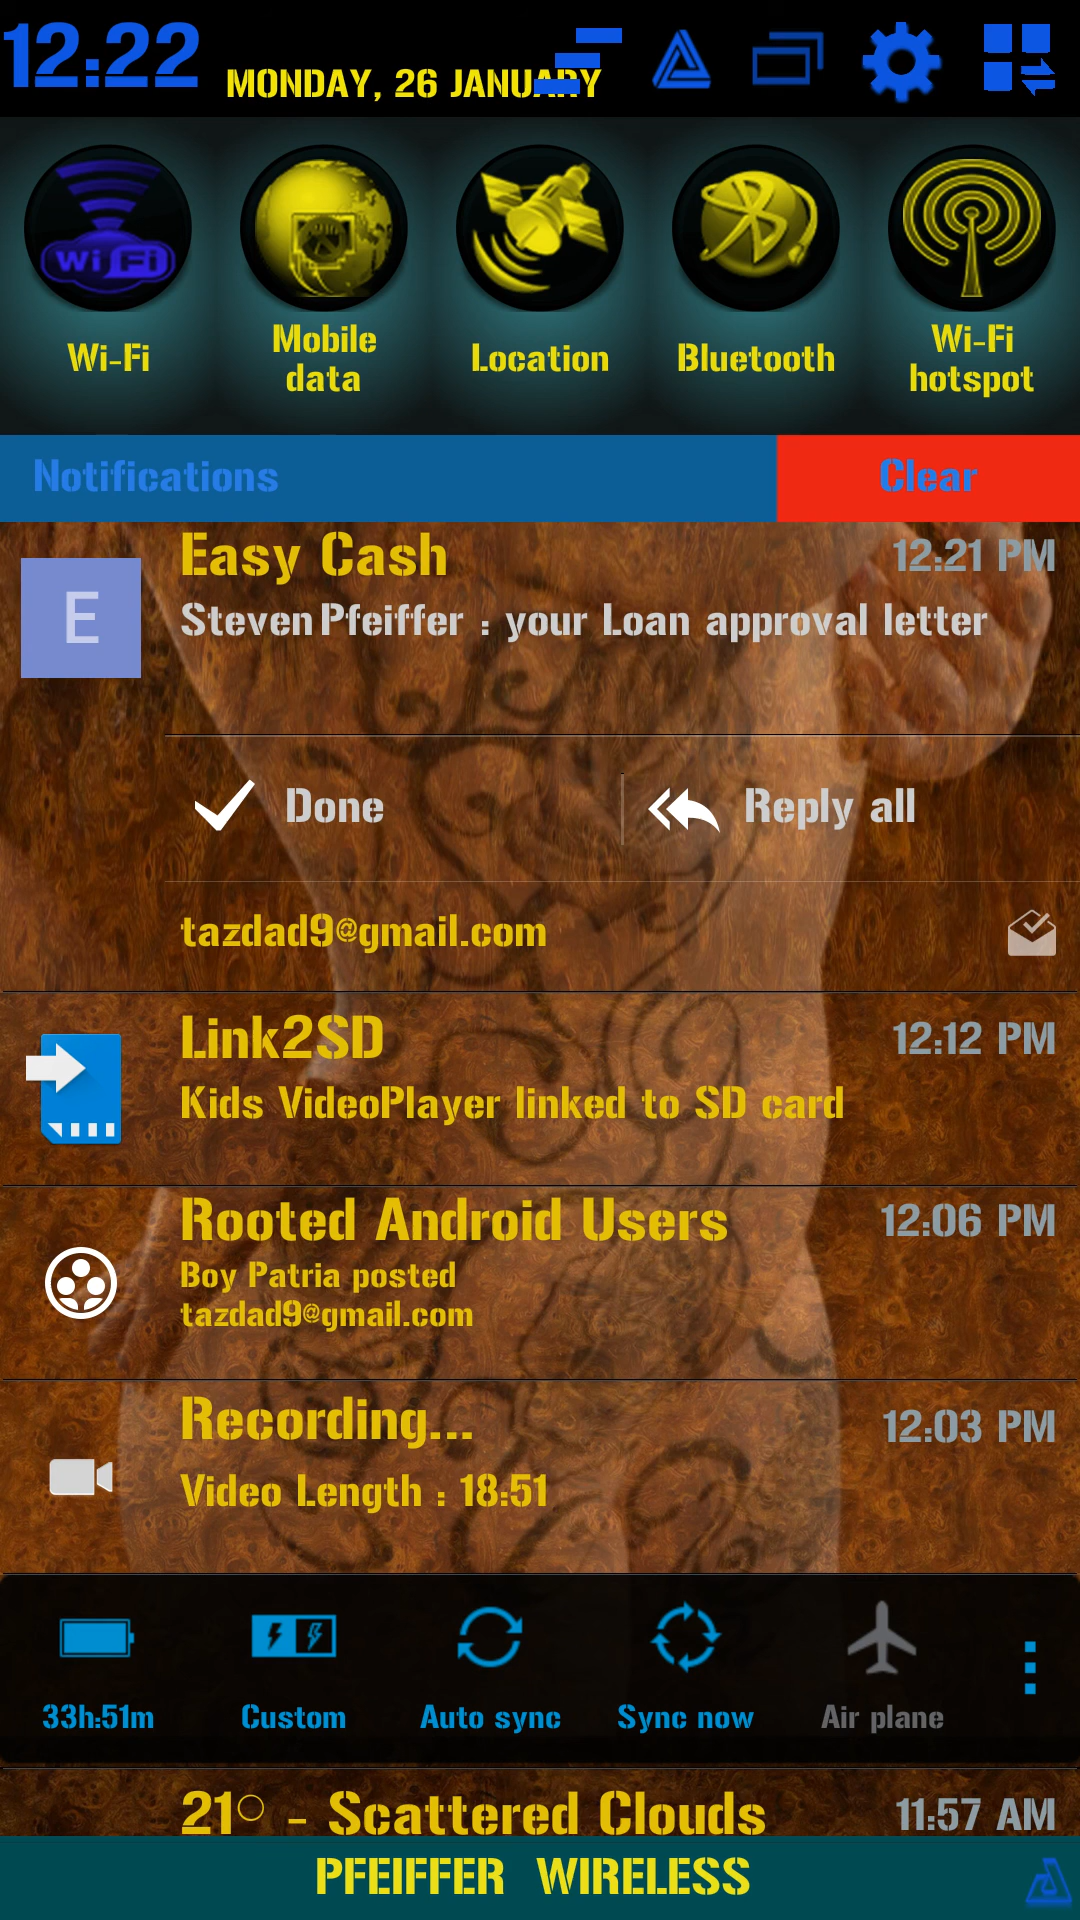 12:22
MONDAY, 26 JANUARY
Wi Fi
Wi-Fi
Mobile
data
Location
Bluetooth
Wi-Fi
hotspot
Notifications
Clear
E
Easy Cash
12:21 PM
Steven Pfeiffer : your Loan approval letter
Done
Reply all
tazdad9@gmail.com
Link2SD
12:12 PM
Kids VideoPlayer linked to SD card
Rooted Android Users
12:06 PM
Boy Patria posted
tazdad9@gmail.com
Recording...
12:03 PM
Video Length : 18:51
33h:51m
Custom
Auto sync
Sync now
Air plane
21° - Scattered Clouds
11:57 AM
PFEIFFER WIRELESS